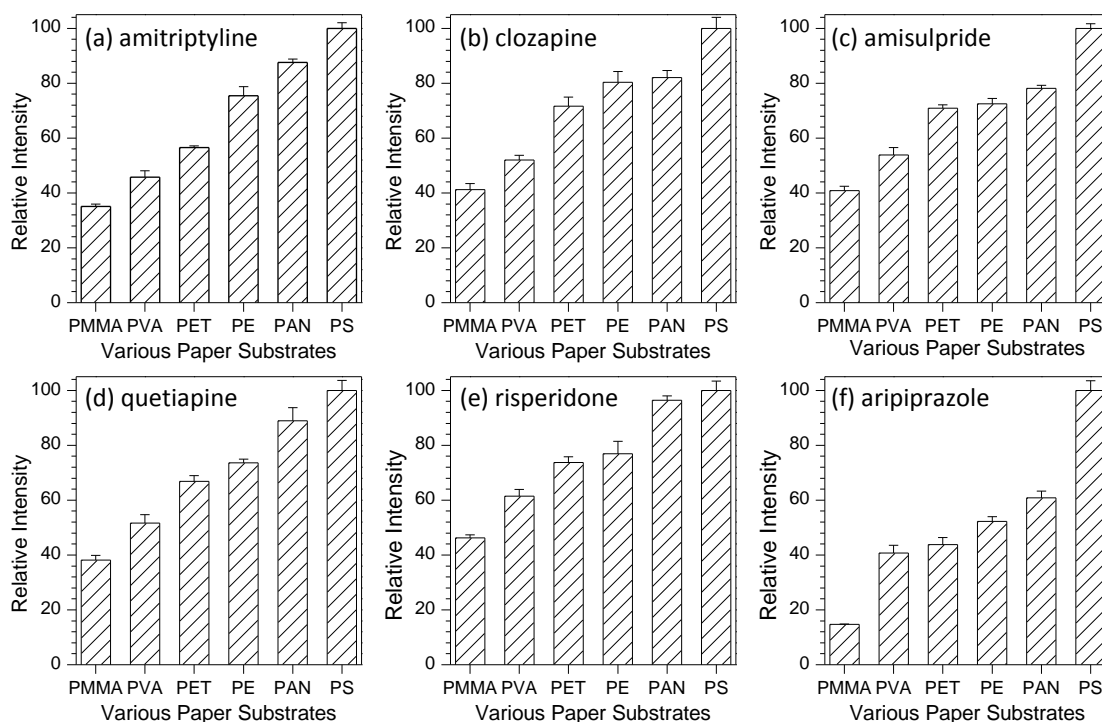 (a) amitriptyline
100
80
60
40
20
0
Relative Intensity
PMMA PVA PET PE PAN PS
Various Paper Substrates
(b) clozapine
100
80
60
40
20
0
Relative Intensity
PMMA PVA PET PE PAN PS
Various Paper Substrates
(c) amisulpride
100
80
60
40
20
0
Relative Intensity
PMMA PVA PET PE PAN PS
Various Paper Substrates
(d) quetiapine
100
80
60
40
20
0
Relative Intensity
PMMA PVA PET PE PAN PS
Various Paper Substrates
(e) risperidone
100
80
60
40
20
0
Relative Intensity
PMMA PVA PET PE PAN PS
Various Paper Substrates
(f) aripiprazole
100
80
60
40
20
0
Relative Intensity
PMMA PVA PET PE PAN PS
Various Paper Substrates